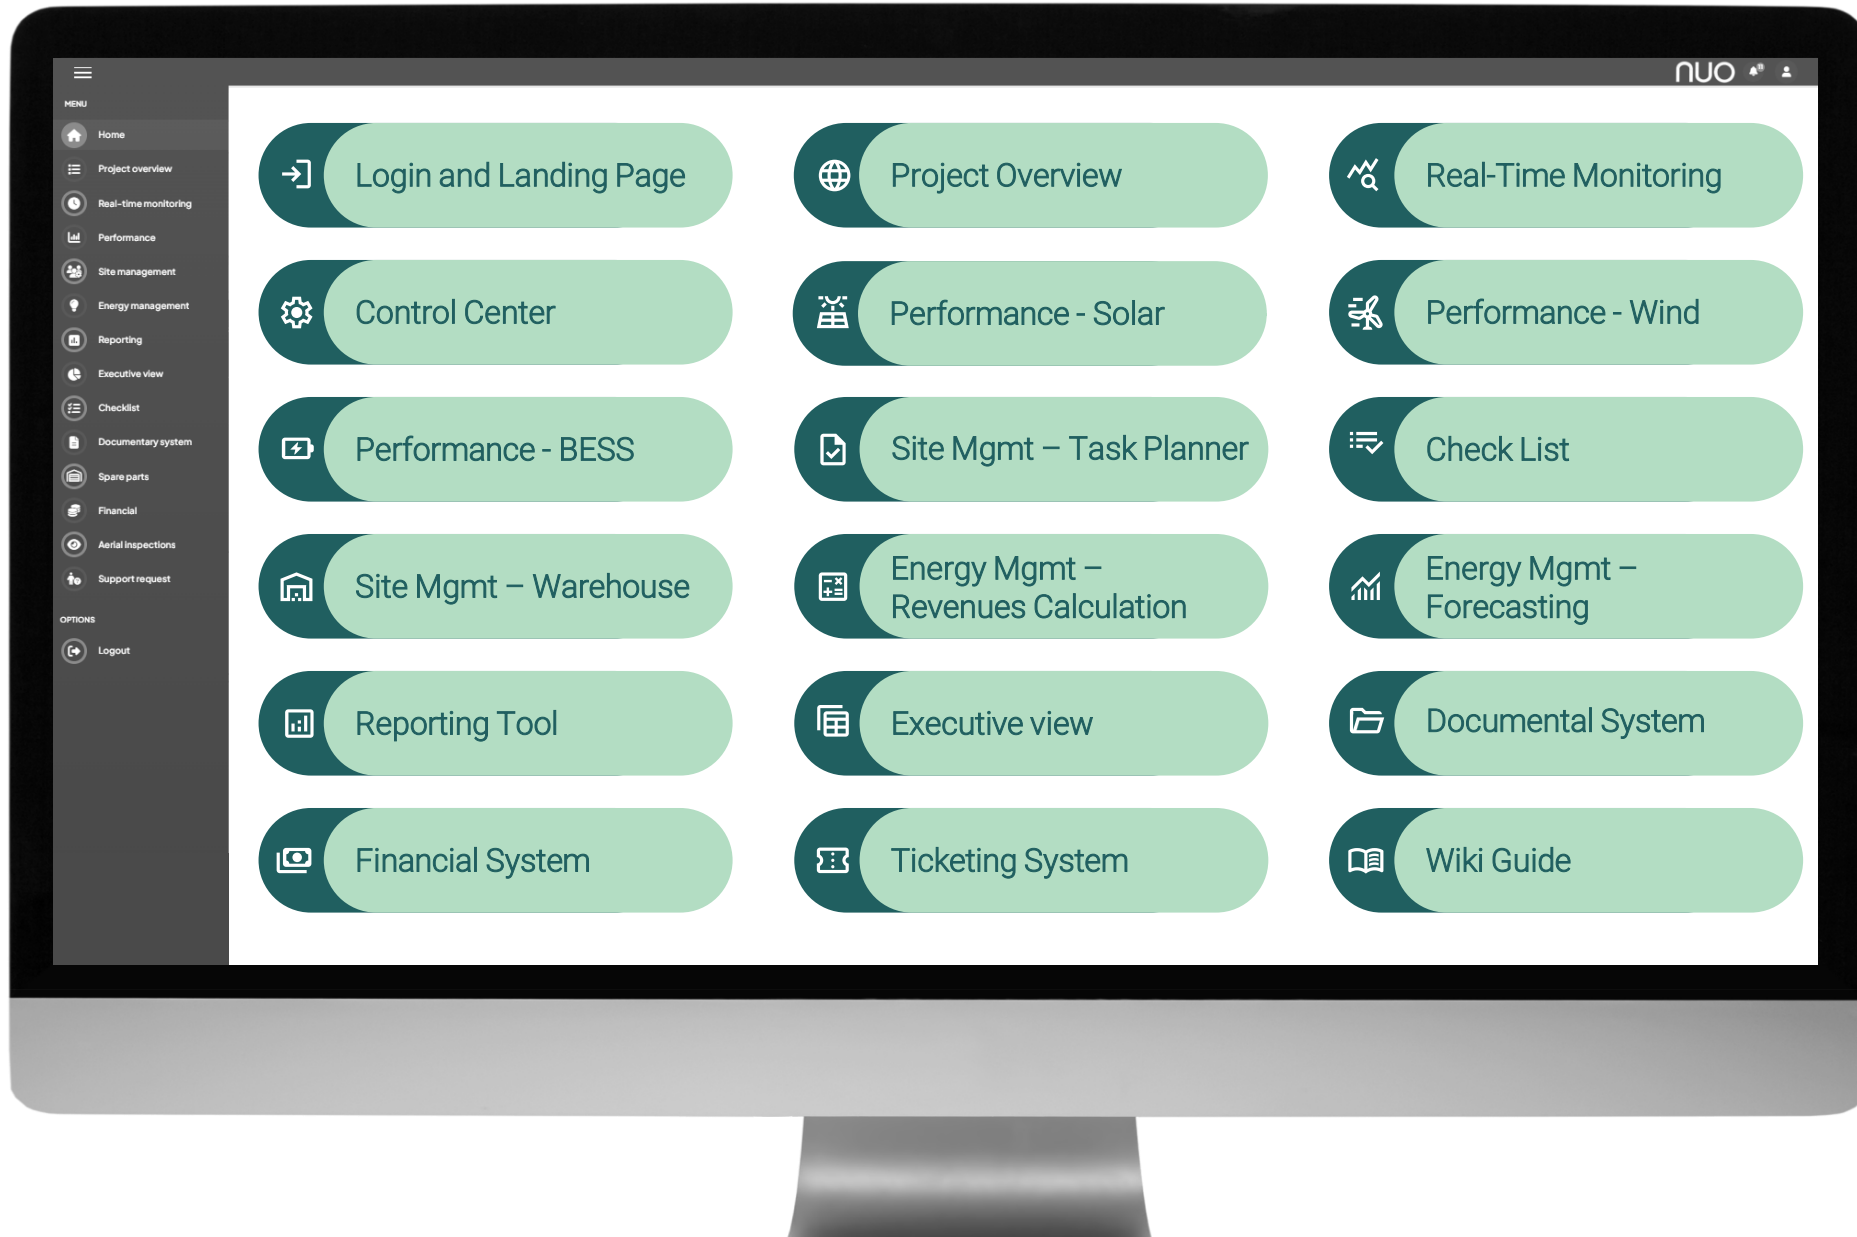 nuo
MENU
Home
Project overview
Real-time monitoring
Performance
Site management
Energy management
Reporting
Executive view
Checklist
Documentary system
Spare parts
Financial
Aerial inspections
Support request
OPTIONS
Logout
Login and Landing Page
Project Overview
Real-Time Monitoring
Control Center
Performance - Solar
Performance - Wind
Performance - BESS
Site Mgmt – Task Planner
Check List
Site Mgmt – Warehouse
Energy Mgmt –
Revenues Calculation
Energy Mgmt –
Forecasting
Reporting Tool
Executive view
Documental System
Financial System
Ticketing System
Wiki Guide